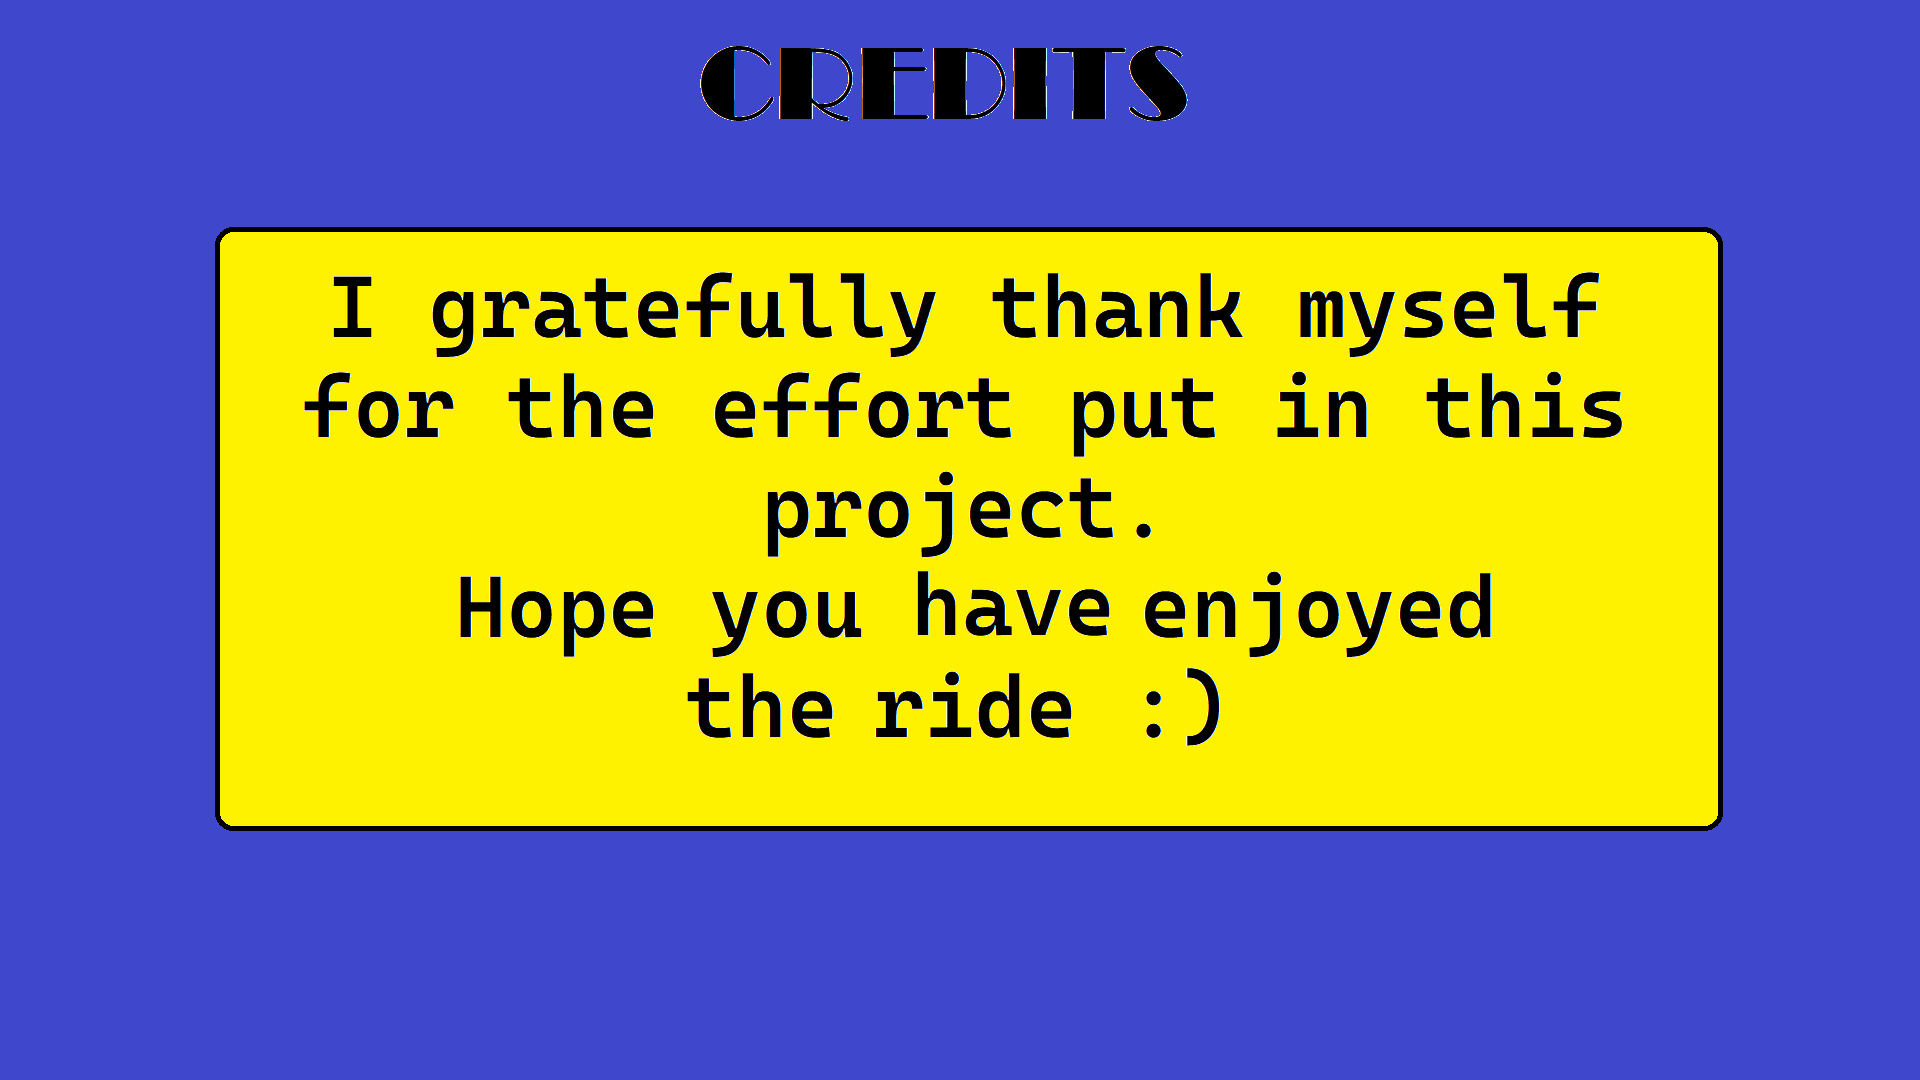 CREDITS
I gratefully thank myself
for the effort put in this
project.
Hope you have enjoyed
the ride :)